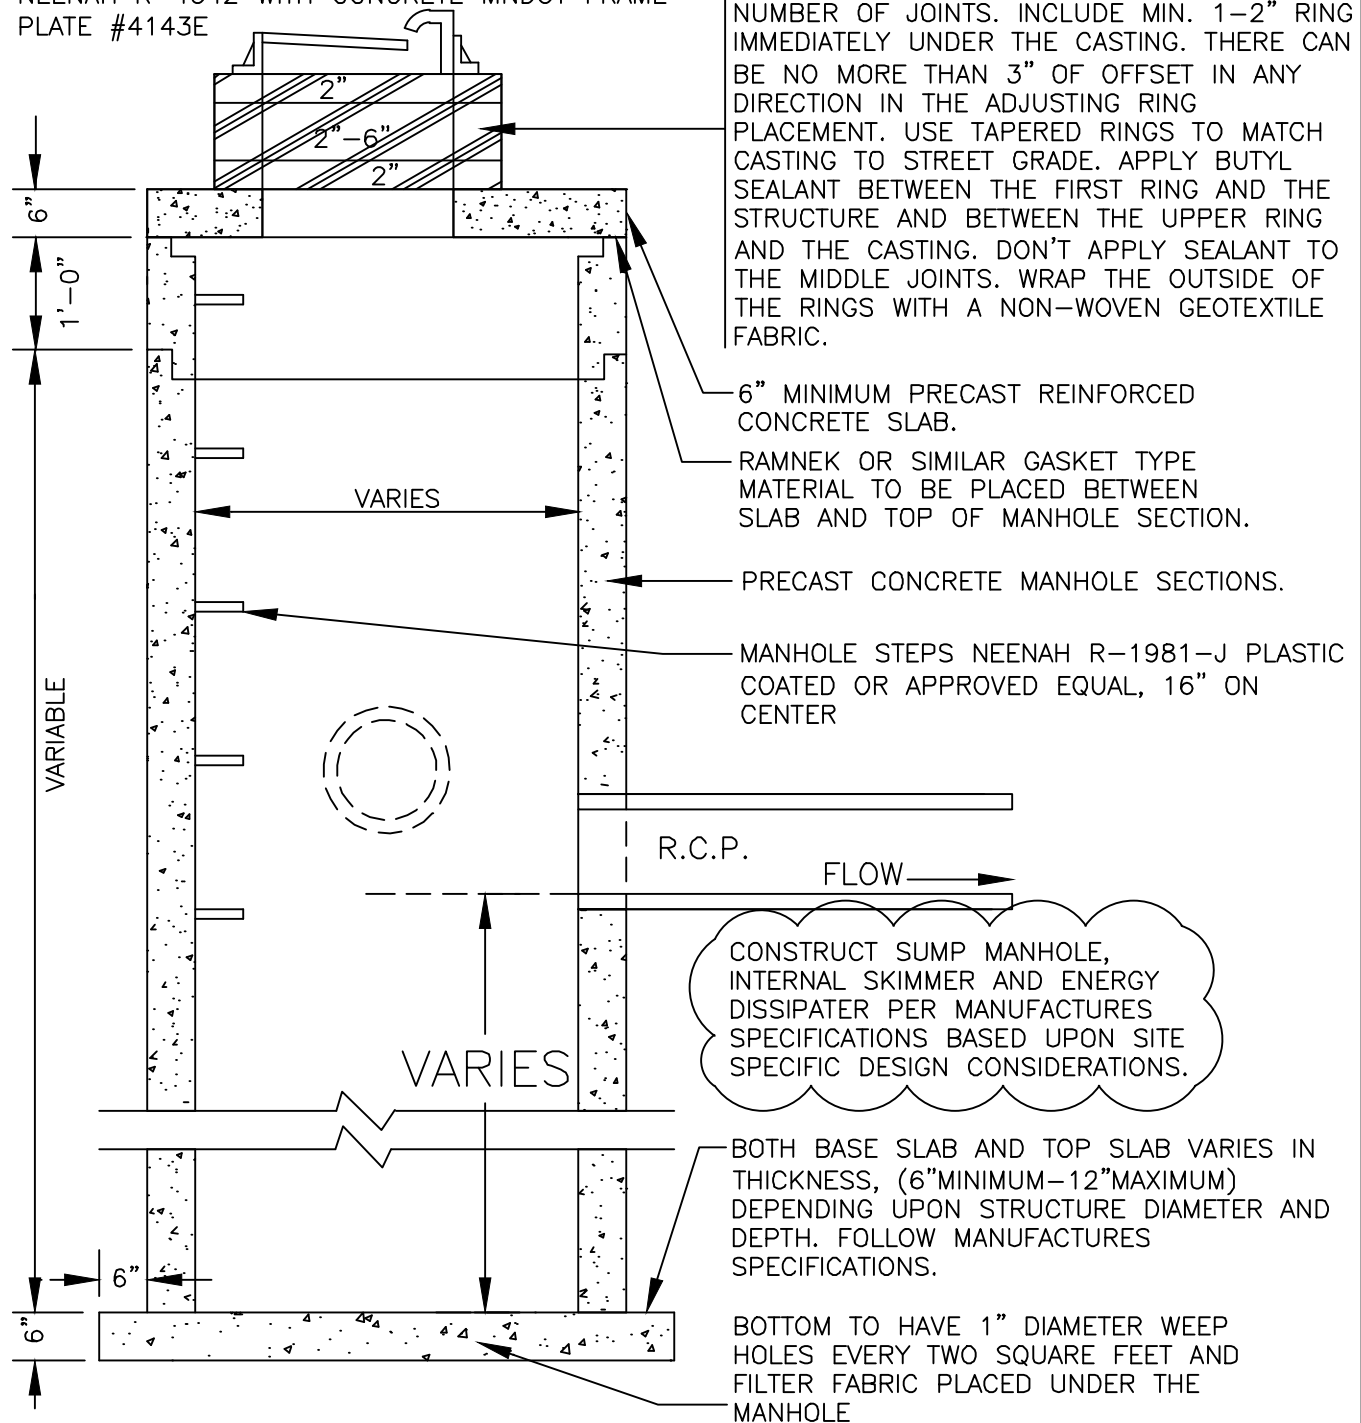 PLATE #4143E
NUMBER OF JOINTS. INCLUDE MIN. 1-2" RING
IMMEDIATELY UNDER THE CASTING. THERE CAN
BE NO MORE THAN 3" OF OFFSET IN ANY
DIRECTION IN THE ADJUSTING RING
PLACEMENT. USE TAPERED RINGS TO MATCH
CASTING TO STREET GRADE. APPLY BUTYL
SEALANT BETWEEN THE FIRST RING AND THE
STRUCTURE AND BETWEEN THE UPPER RING
AND THE CASTING. DON'T APPLY SEALANT TO
THE MIDDLE JOINTS. WRAP THE OUTSIDE OF
THE RINGS WITH A NON-WOVEN GEOTEXTILE
FABRIC.
2"
2"-6"
2"
6"
1'-0"
6" MINIMUM PRECAST REINFORCED
CONCRETE SLAB.
RAMNEK OR SIMILAR GASKET TYPE
MATERIAL TO BE PLACED BETWEEN
SLAB AND TOP OF MANHOLE SECTION.
VARIES
PRECAST CONCRETE MANHOLE SECTIONS.
MANHOLE STEPS NEENAH R-1981-J PLASTIC
COATED OR APPROVED EQUAL, 16" ON
CENTER
VARIABLE
R.C.P.
FLOW
CONSTRUCT SUMP MANHOLE,
INTERNAL SKIMMER AND ENERGY
DISSIPATER PER MANUFACTURES
SPECIFICATIONS BASED UPON SITE
SPECIFIC DESIGN CONSIDERATIONS.
VARIES
BOTH BASE SLAB AND TOP SLAB VARIES IN
THICKNESS, (6"MINIMUM-12"MAXIMUM)
DEPENDING UPON STRUCTURE DIAMETER AND
DEPTH. FOLLOW MANUFACTURES
SPECIFICATIONS.
6"
6"
BOTTOM TO HAVE 1" DIAMETER WEEP
HOLES EVERY TWO SQUARE FEET AND
FILTER FABRIC PLACED UNDER THE
MANHOLE